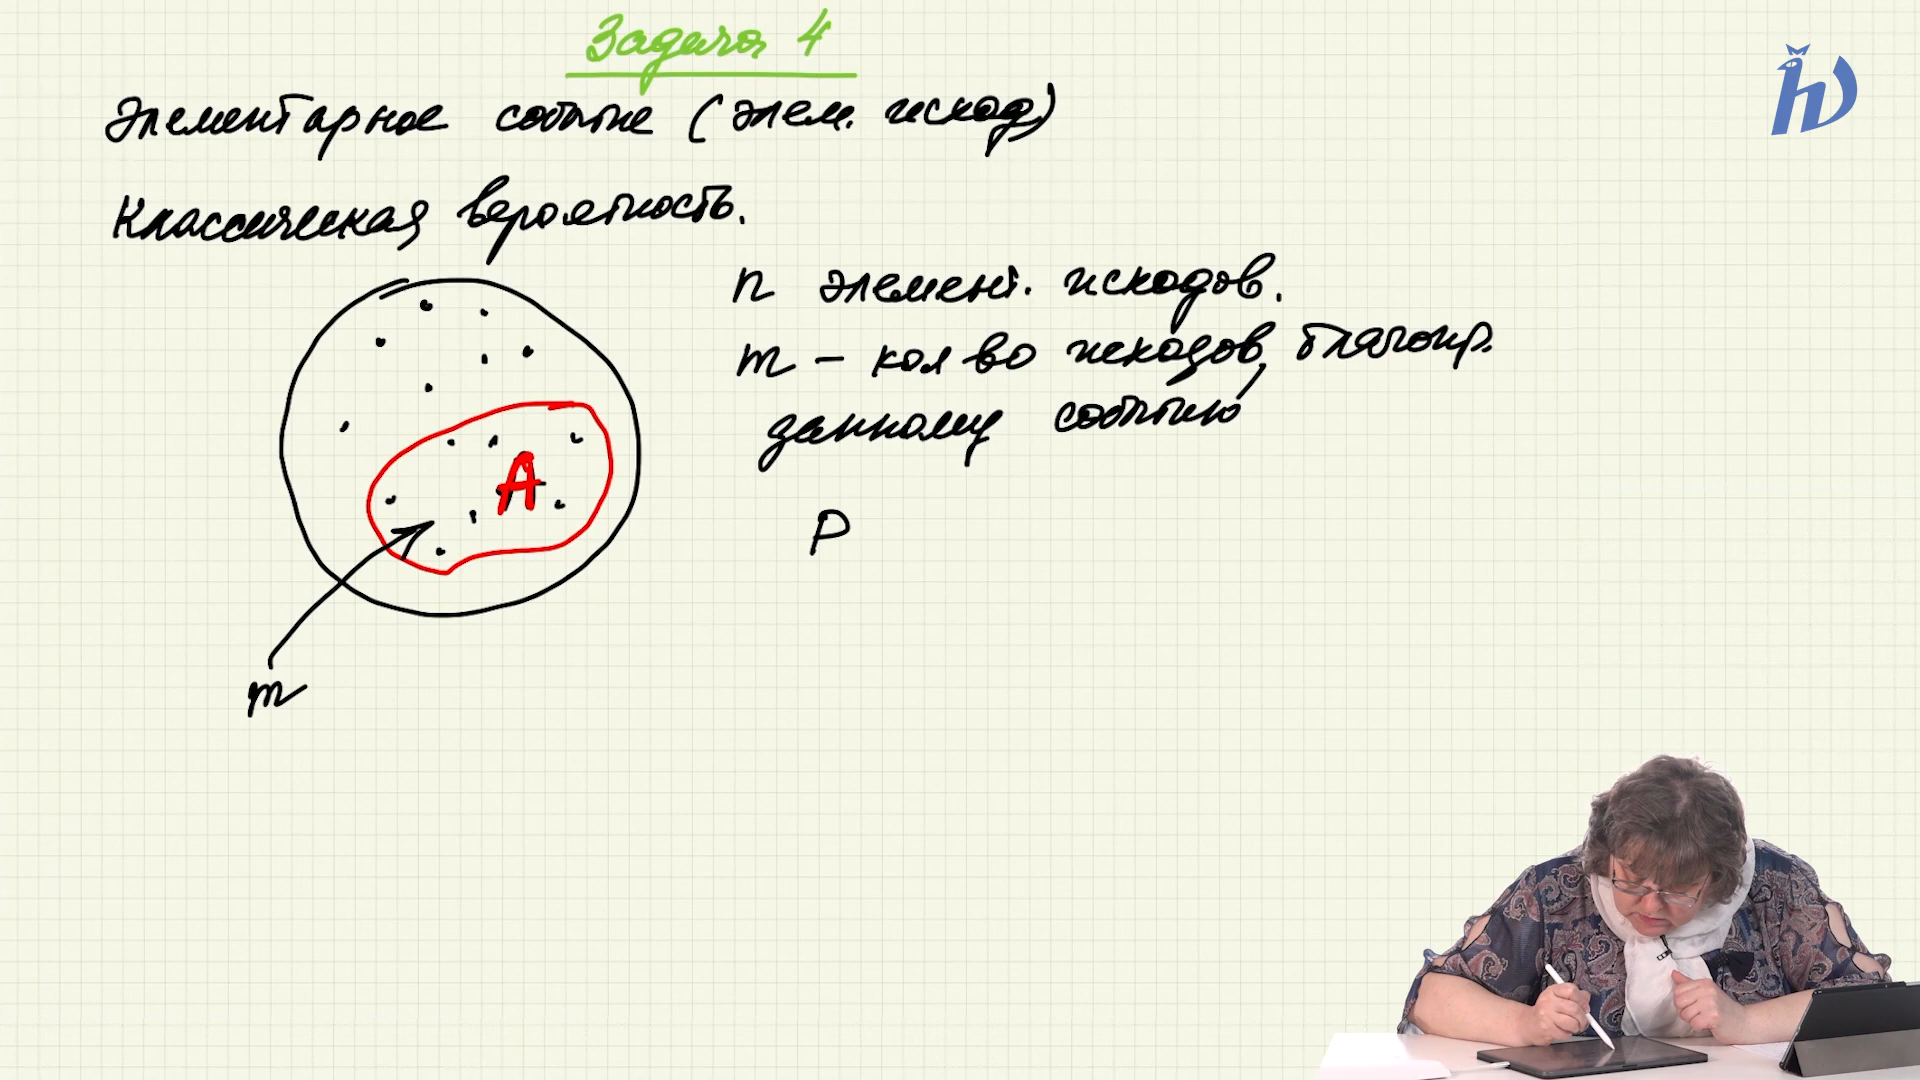 Задача 4
Элементарное событие (элем. исход)
Классическая вероятность.
n элемент. исходов.
m - кол во исходов, благопр.
данному событию
A
P
m